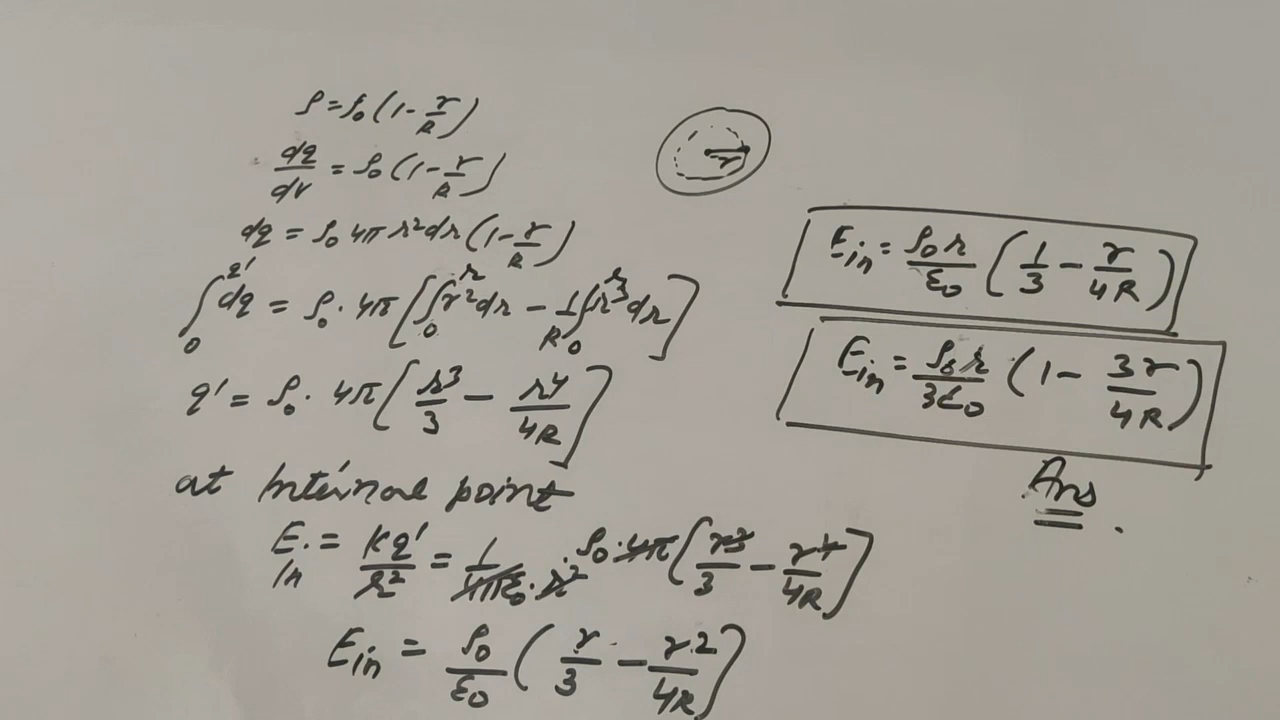 ρ = ρ₀ (1 - r/R)
dq/dV = ρ₀ (1 - r/R)
dq = ρ₀ 4π r² dr (1 - r/R)
∫₀^q' dq = ρ₀ · 4π [∫₀^r r² dr - 1/R ∫₀^r r³ dr]
q' = ρ₀ · 4π [r³/3 - r⁴/4R]
at Internal point
E_in = kq'/r² = 1/4πε₀ · r² · ρ₀ · 4π [r³/3 - r⁴/4R]
E_in = ρ₀/ε₀ (r/3 - r²/4R)
r
E_in = ρ₀ r/ε₀ (1/3 - r/4R)
E_in = ρ₀ r/3ε₀ (1 - 3r/4R)
Ans.